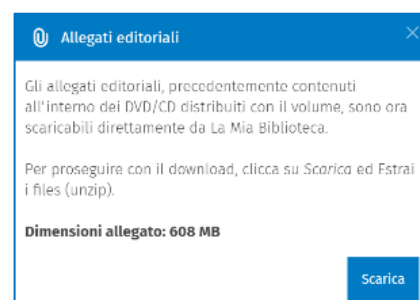 Allegati editoriali
Gli allegati editoriali, precedentemente contenuti
all'interno dei DVD/CD distribuiti con il volume, sono ora
scaricabili direttamente da La Mia Biblioteca.
Per proseguire con il download, clicca su Scarica ed Estrai
i files (unzip).
Dimensioni allegato: 608 MB
Scarica